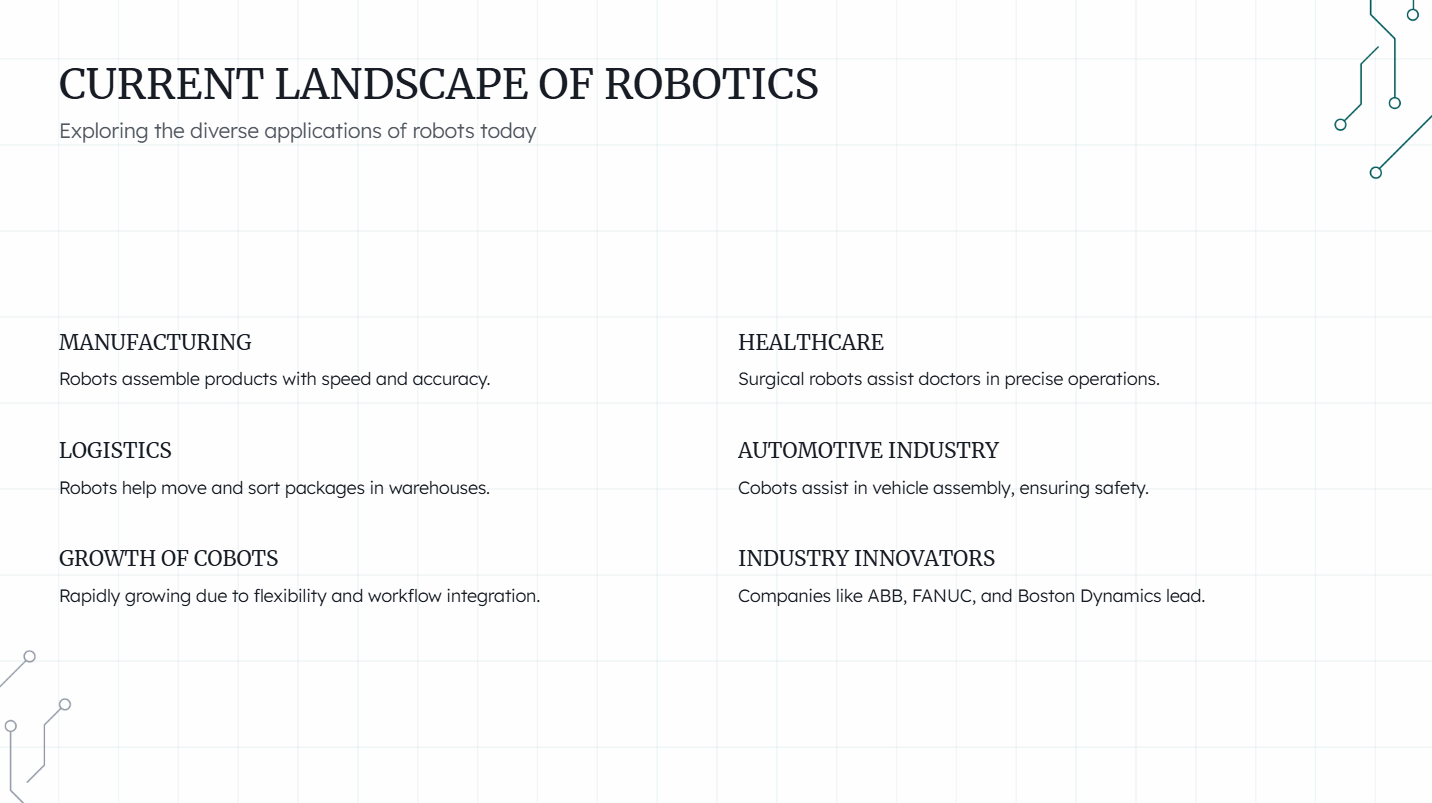 CURRENT LANDSCAPE OF ROBOTICS
Exploring the diverse applications of robots today
MANUFACTURING
Robots assemble products with speed and accuracy.
HEALTHCARE
Surgical robots assist doctors in precise operations.
LOGISTICS
Robots help move and sort packages in warehouses.
AUTOMOTIVE INDUSTRY
Cobots assist in vehicle assembly, ensuring safety.
GROWTH OF COBOTS
Rapidly growing due to flexibility and workflow integration.
INDUSTRY INNOVATORS
Companies like ABB, FANUC, and Boston Dynamics lead.